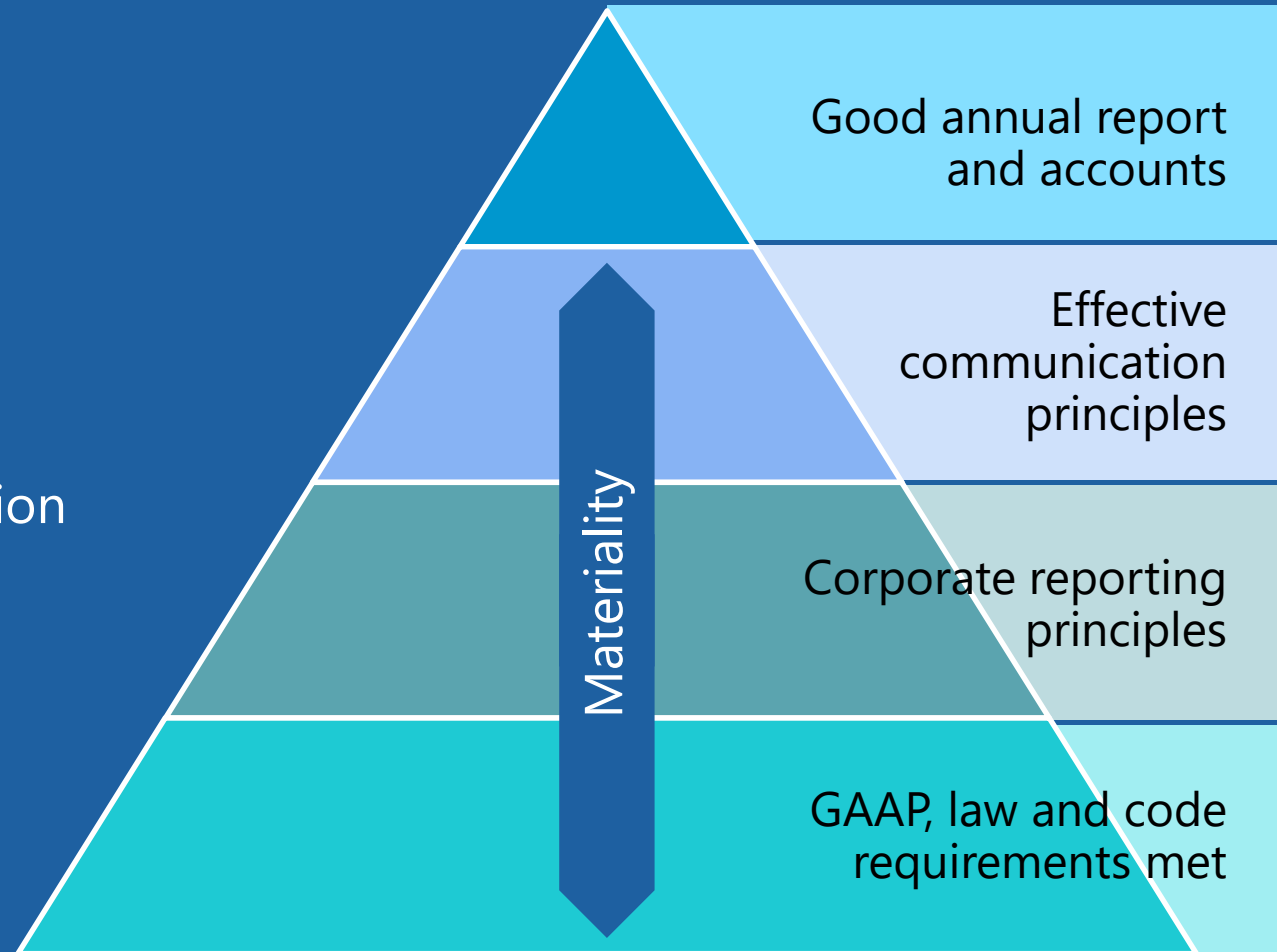 Good annual report
and accounts
Effective
communication
principles
ion
Materiality
Corporate reporting
principles
GAAP, law and code
requirements met